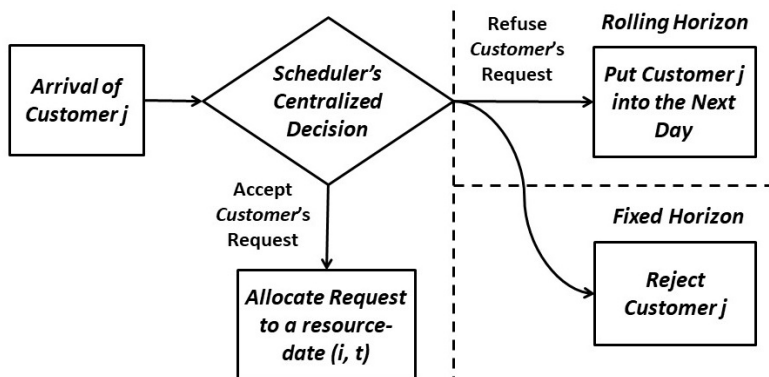 Arrival of
Customer j
Scheduler's
Centralized
Decision
Accept
Customer's
Request
Allocate Request
to a resource-
date (i, t)
Refuse
Customer's
Request
Rolling Horizon
Put Customer j
into the Next
Day
Fixed Horizon
Reject
Customer j